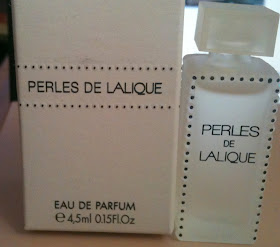 PERLES DE LALIQUE
EAU DE PARFUM
℮ 4,5ml 0.15Fl.Oz
PERLES
DE
LALIQUE